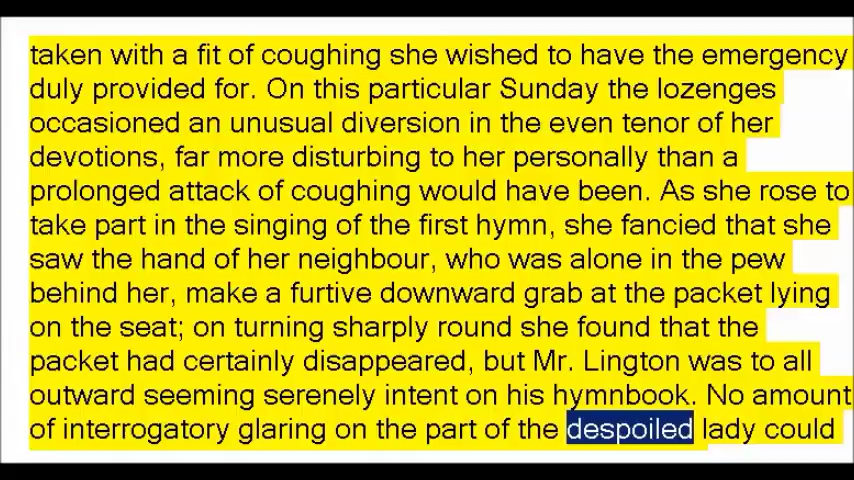 taken with a fit of coughing she wished to have the emergency
duly provided for. On this particular Sunday the lozenges
occasioned an unusual diversion in the even tenor of her
devotions, far more disturbing to her personally than a
prolonged attack of coughing would have been. As she rose to
take part in the singing of the first hymn, she fancied that she
saw the hand of her neighbour, who was alone in the pew
behind her, make a furtive downward grab at the packet lying
on the seat; on turning sharply round she found that the
packet had certainly disappeared, but Mr. Lington was to all
outward seeming serenely intent on his hymnbook. No amount
of interrogatory glaring on the part of the despoiled lady could